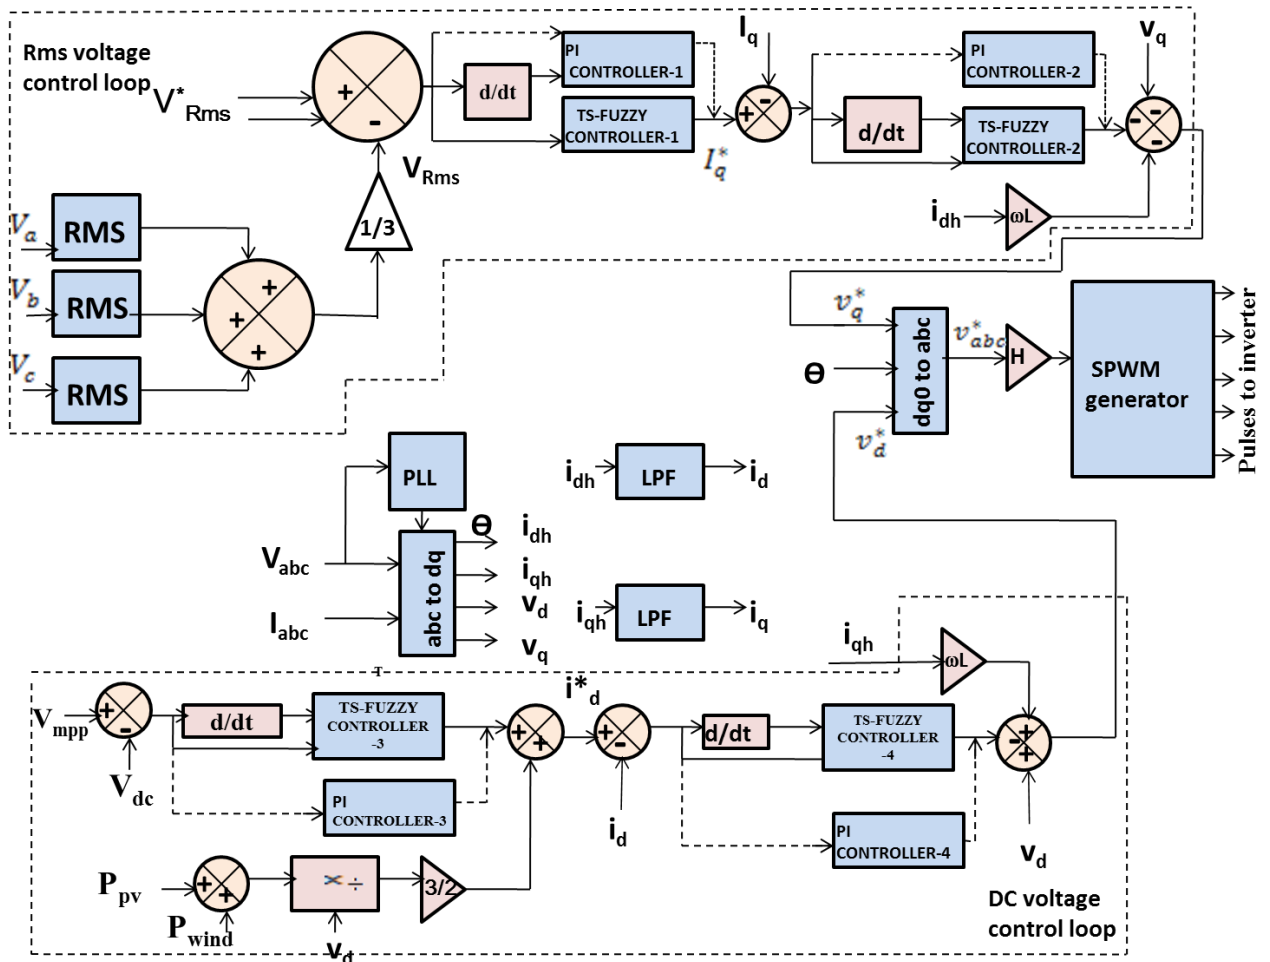 Rms voltage
control loop
V*Rms
+
-
d/dt
PI
CONTROLLER-1
TS-FUZZY
CONTROLLER-1
Iq
-
+
I*q
d/dt
PI
CONTROLLER-2
TS-FUZZY
CONTROLLER-2
vq
-
-
-
VRms
1/3
idh
ωL
Va
RMS
Vb
RMS
Vc
RMS
+
+
+
v*q
Θ
v*d
dq0 to abc
v*abc
H
SPWM
generator
Pulses to inverter
PLL
Θ
Vabc
Iabc
abc to dq
idh
iqh
vd
vq
idh
LPF
id
iqh
LPF
iq
iqh
ωL
T
Vmpp
+
-
Vdc
d/dt
TS-FUZZY
CONTROLLER
-3
PI
CONTROLLER-3
+
+
i*d
+
-
id
d/dt
TS-FUZZY
CONTROLLER
-4
PI
CONTROLLER-4
-
+
+
vd
Ppv
+
+
Pwind
× ÷
vd
3/2
DC voltage
control loop